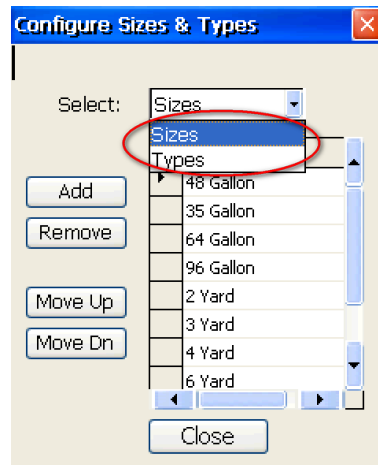 Configure Sizes & Types
Select: Sizes
Sizes
Types
48 Gallon
Add
35 Gallon
Remove
64 Gallon
96 Gallon
Move Up
2 Yard
3 Yard
Move Dn
4 Yard
6 Yard
Close